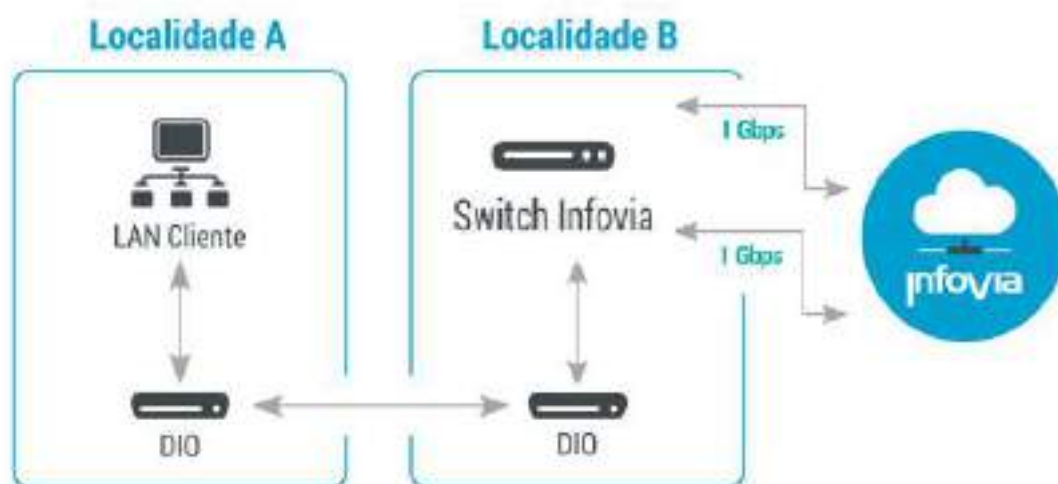 Localidade A
Localidade B
1 Gbps
Switch Infovia
LAN Cliente
1 Gbps
Infovia
DIO
DIO